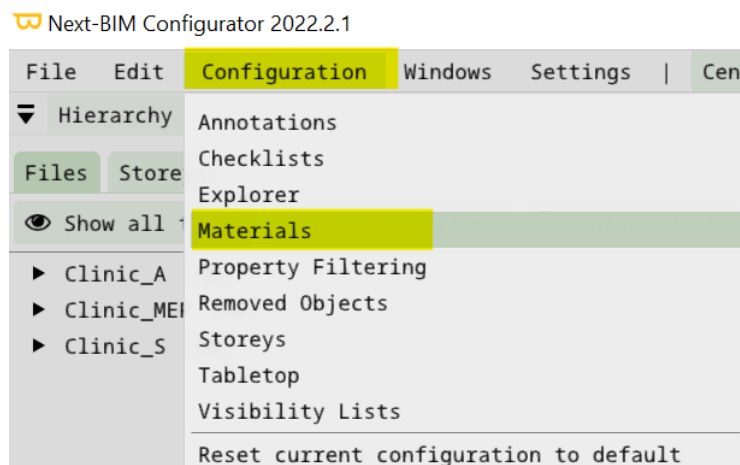 Next-BIM Configurator 2022.2.1
File Edit Configuration Windows Settings |
Hierarchy
Annotations
Files
Checklists
Explorer
Show all
Materials
Clinic_A
Property Filtering
Removed Objects
Clinic_S
Storeys
Tabletop
Visibility Lists
Reset current configuration to default